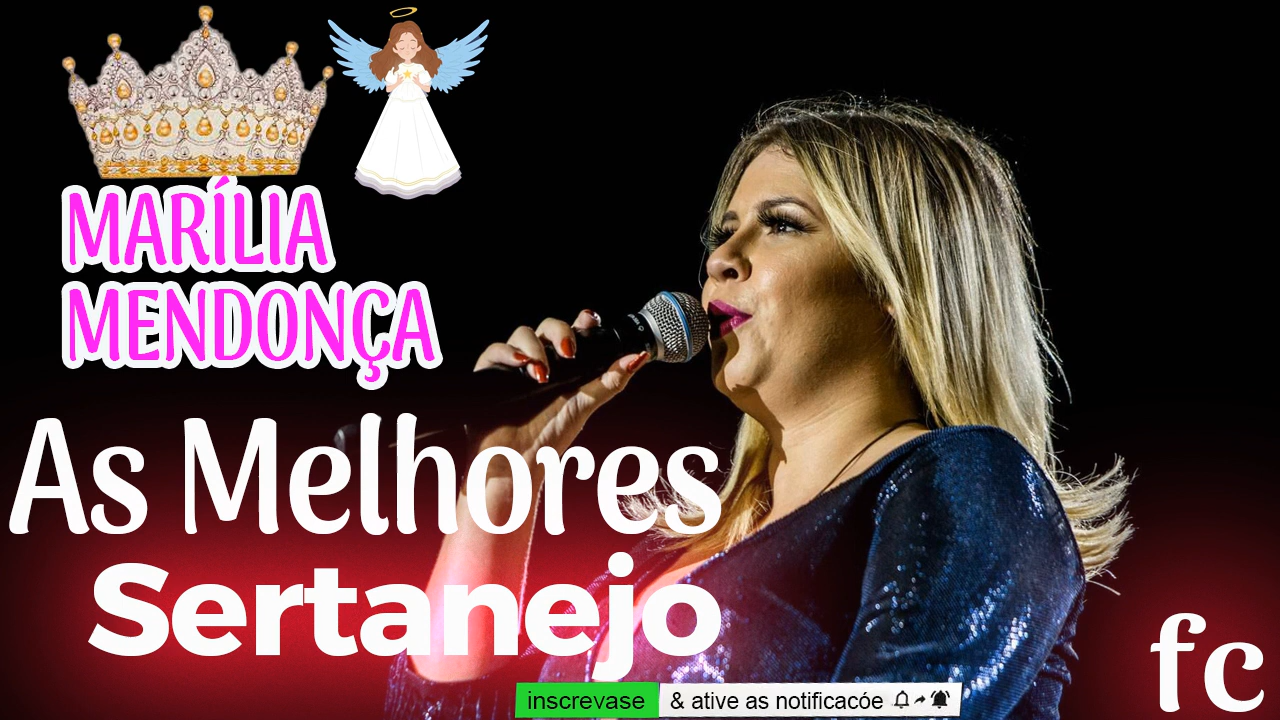 MARÍLIA
MENDONÇA
As Melhores
Sertanejo
fc
inscrevase & ative as notificacóe